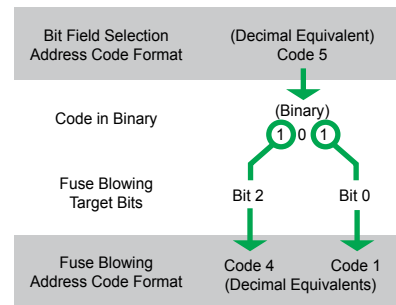 Bit Field Selection
Address Code Format
(Decimal Equivalent)
Code 5
Code in Binary
(Binary)
1 0 1
Fuse Blowing
Target Bits
Bit 2
Bit 0
Fuse Blowing
Address Code Format
Code 4
Code 1
(Decimal Equivalents)